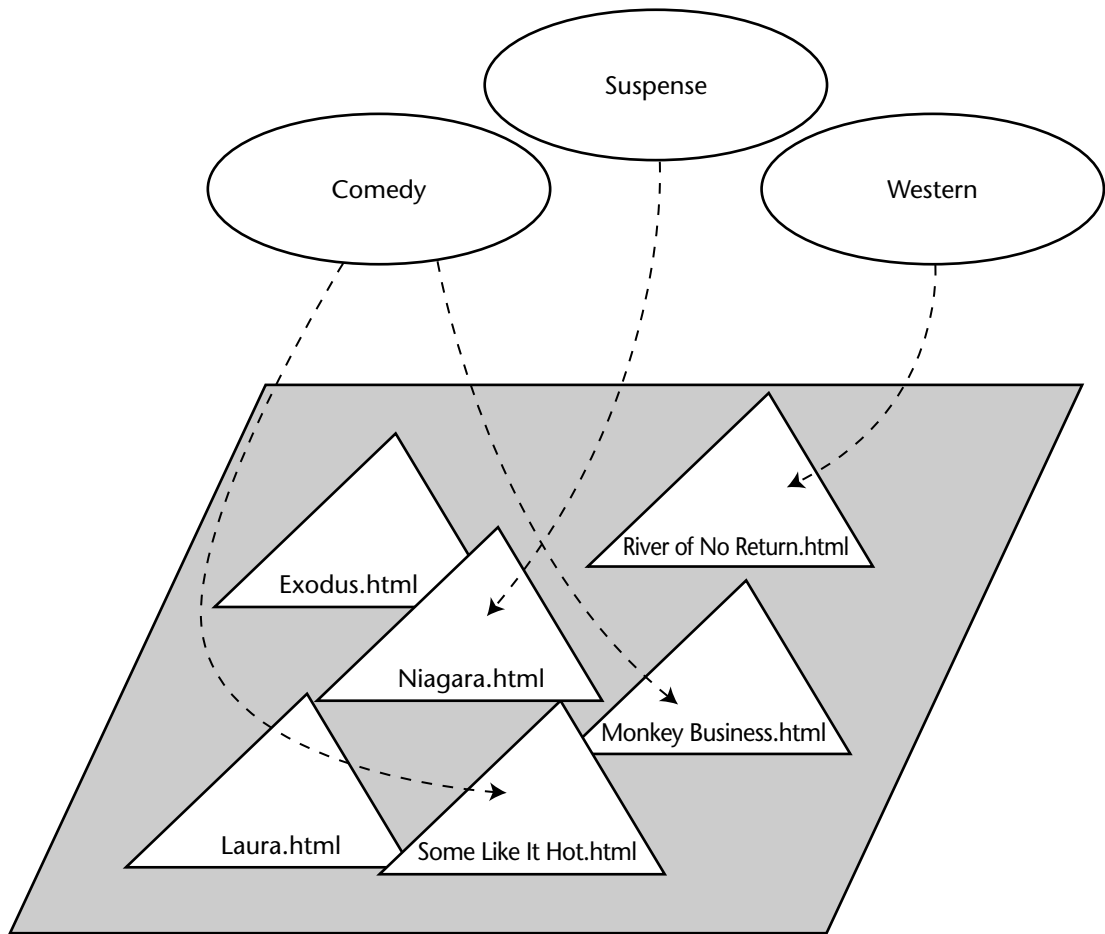 Suspense
Comedy
Western
River of No Return.html
Exodus.html
Niagara.html
Monkey Business.html
Laura.html
Some Like It Hot.html